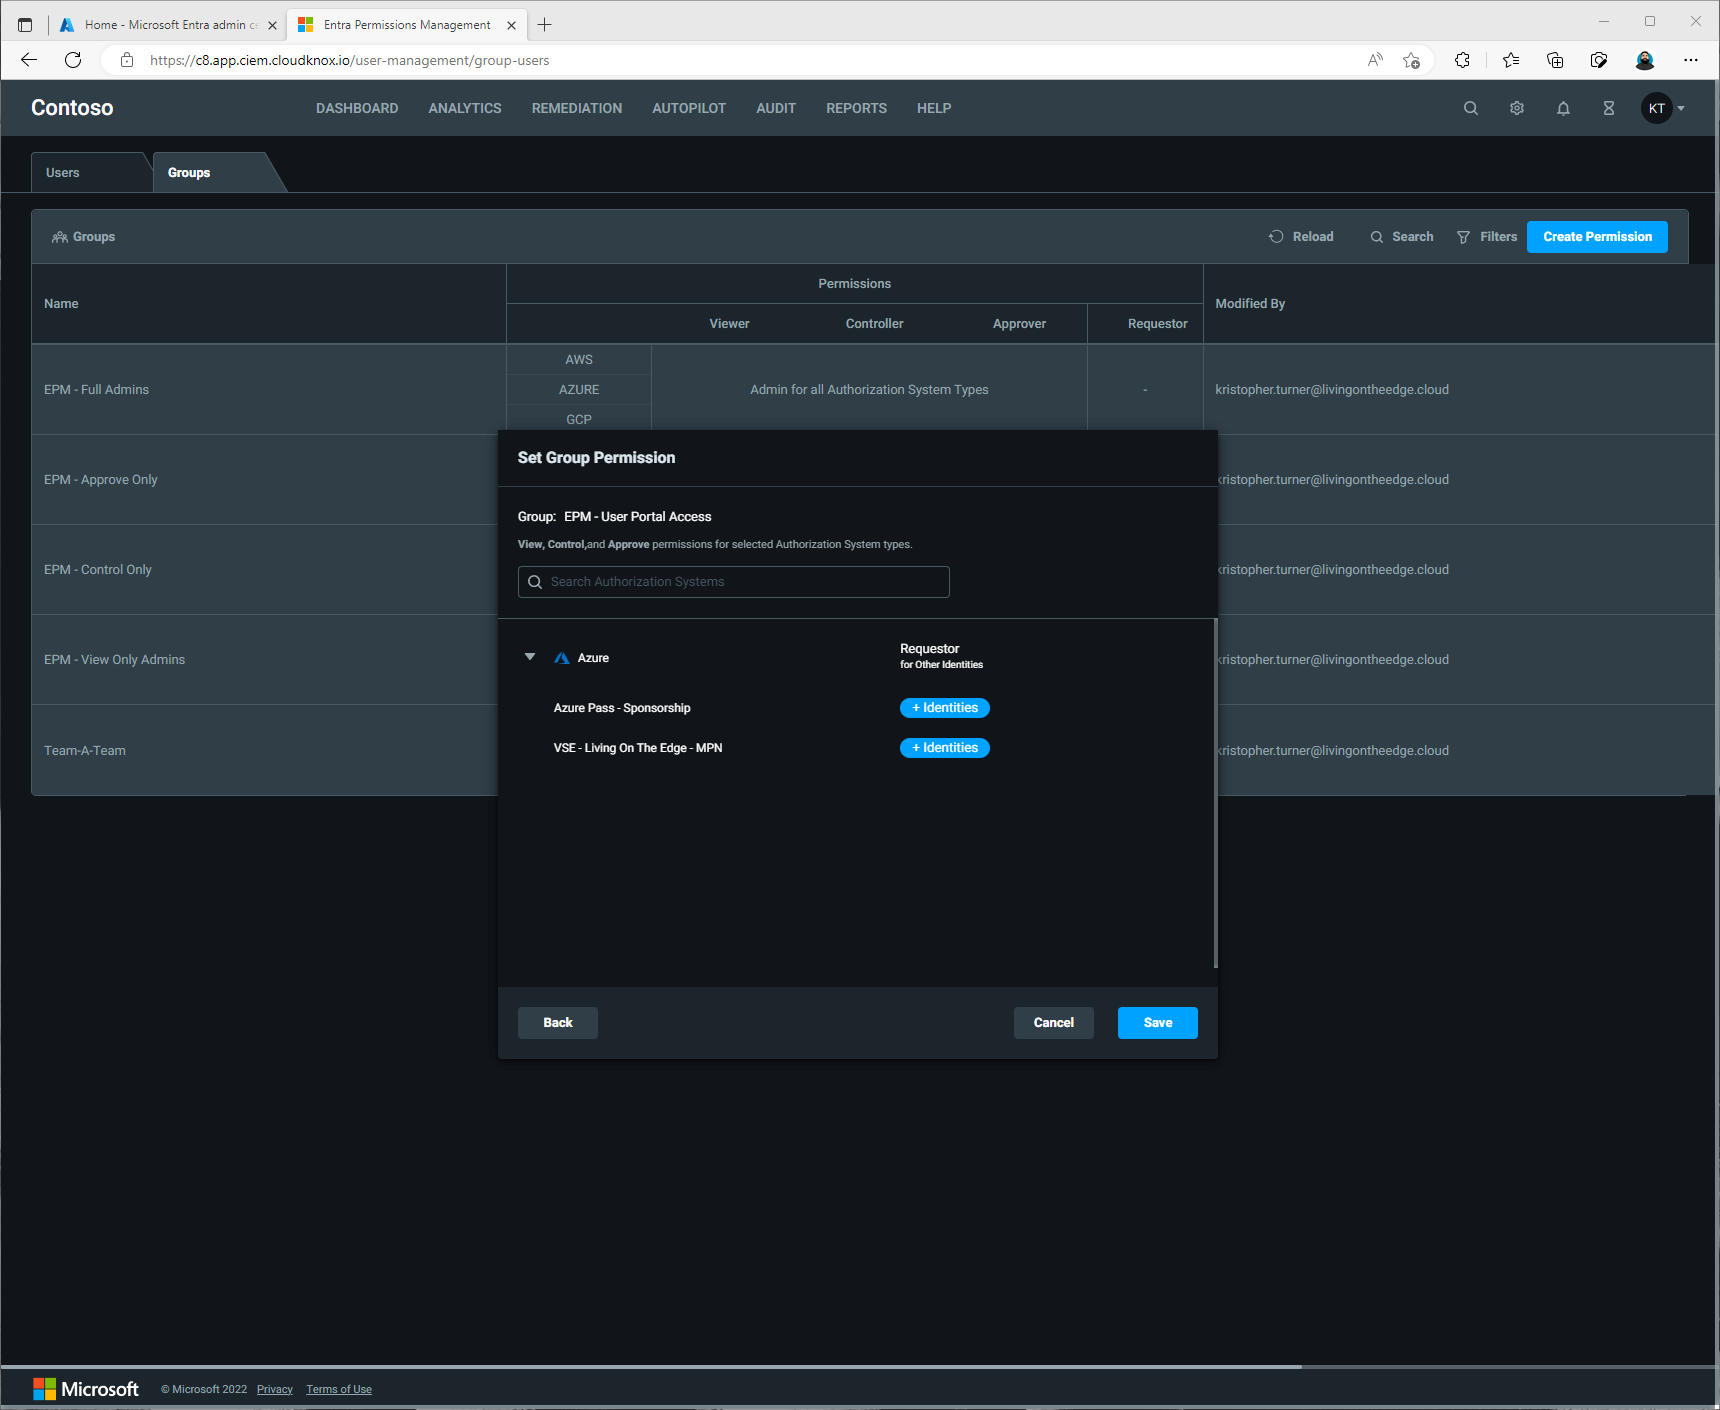 Home - Microsoft Entra admin ce
Entra Permissions Management
https://c8.app.ciem.cloudknox.io/user-management/group-users
Contoso
DASHBOARD
ANALYTICS
REMEDIATION
AUTOPILOT
AUDIT
REPORTS
HELP
KT
Users
Groups
Groups
Reload
Search
Filters
Create Permission
Name
Permissions
Modified By
Viewer
Controller
Approver
Requestor
EPM - Full Admins
AWS
AZURE
GCP
Admin for all Authorization System Types
-
kristopher.turner@livingontheedge.cloud
EPM - Approve Only
kristopher.turner@livingontheedge.cloud
EPM - Control Only
kristopher.turner@livingontheedge.cloud
EPM - View Only Admins
kristopher.turner@livingontheedge.cloud
Team-A-Team
kristopher.turner@livingontheedge.cloud
Set Group Permission
Group: EPM - User Portal Access
View, Control,and Approve permissions for selected Authorization System types.
Search Authorization Systems
Azure
Requestor
for Other Identities
Azure Pass - Sponsorship
+ Identities
VSE - Living On The Edge - MPN
+ Identities
Back
Cancel
Save
Microsoft
© Microsoft 2022
Privacy
Terms of Use